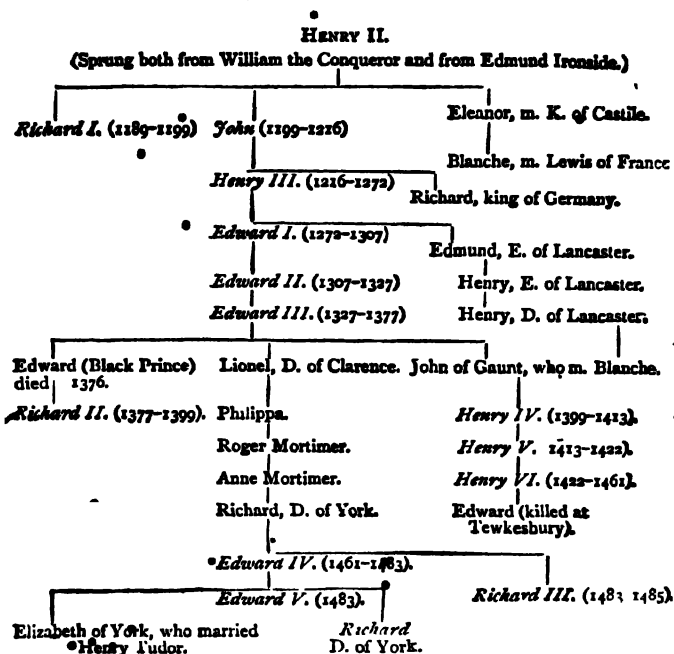 HENRY II.
(Sprung both from William the Conqueror and from Edmund Ironside.)
Eleanor, m. K. of Castile.
Richard I. (1189-1199) John (1199-1216)
Blanche, m. Lewis of France
Henry III. (1216-1272)
Richard, king of Germany.
Edward I. (1272-1307)
Edmund, E. of Lancaster.
Edward II. (1307-1327) Henry, E. of Lancaster.
Edward III. (1327-1377) Henry, D. of Lancaster.
Edward (Black Prince) Lionel, D. of Clarence. John of Gaunt, who m. Blanche.
died 1376.
Richard II. (1377-1399). Philippa. Henry IV. (1399-1413).
Roger Mortimer. Henry V. 1413-1422).
Anne Mortimer. Henry VI. (1422-1461).
Richard, D. of York. Edward (killed at
Tewkesbury).
Edward IV. (1461-1483).
Edward V. (1483). Richard III. (1483 1485).
Elizabeth of York, who married Richard
Henry Tudor. D. of York.